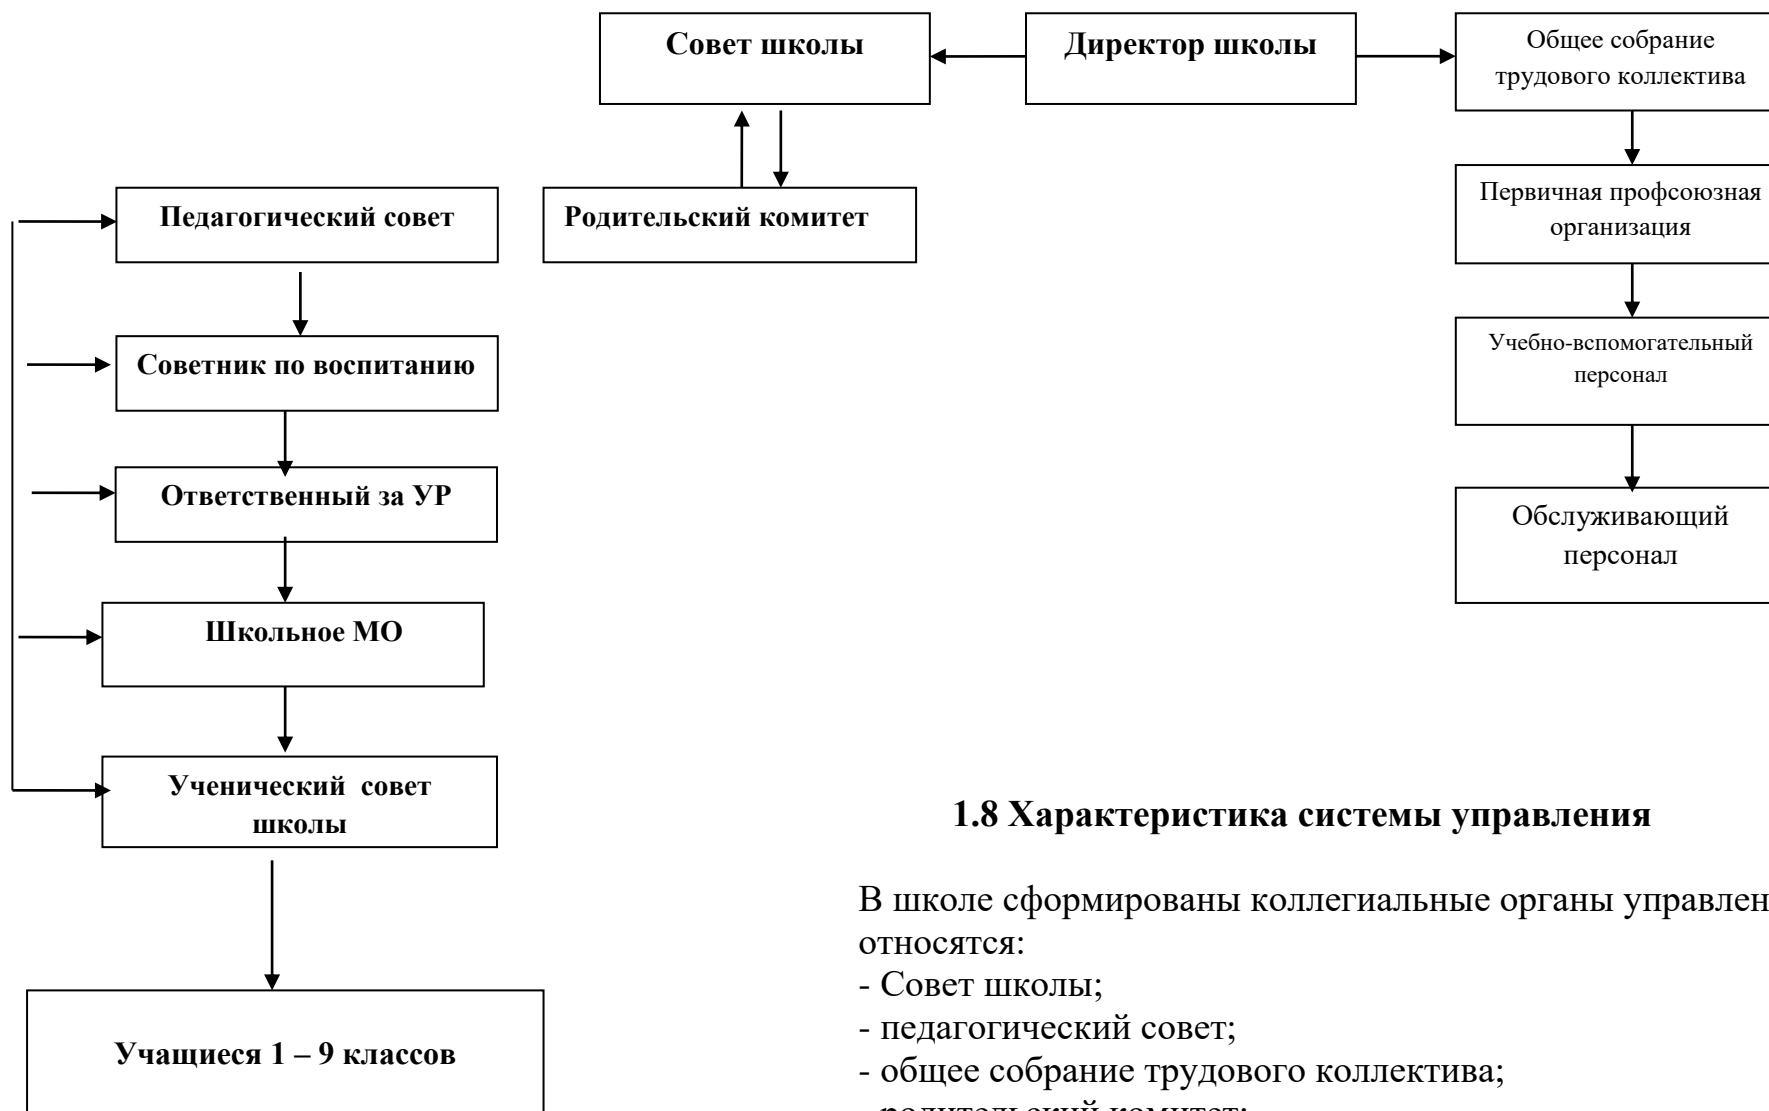 Совет школы
Директор школы
Общее собрание
трудового коллектива
Педагогический совет
Родительский комитет
Первичная профсоюзная
организация
Советник по воспитанию
Учебно-вспомогательный
персонал
Ответственный за УР
Обслуживающий
персонал
Школьное МО
Ученический совет
школы
1.8 Характеристика системы управления
В школе сформированы коллегиальные органы управлен
относятся:
- Совет школы;
- педагогический совет;
- общее собрание трудового коллектива;
- родительский комитет;
Учащиеся 1 – 9 классов